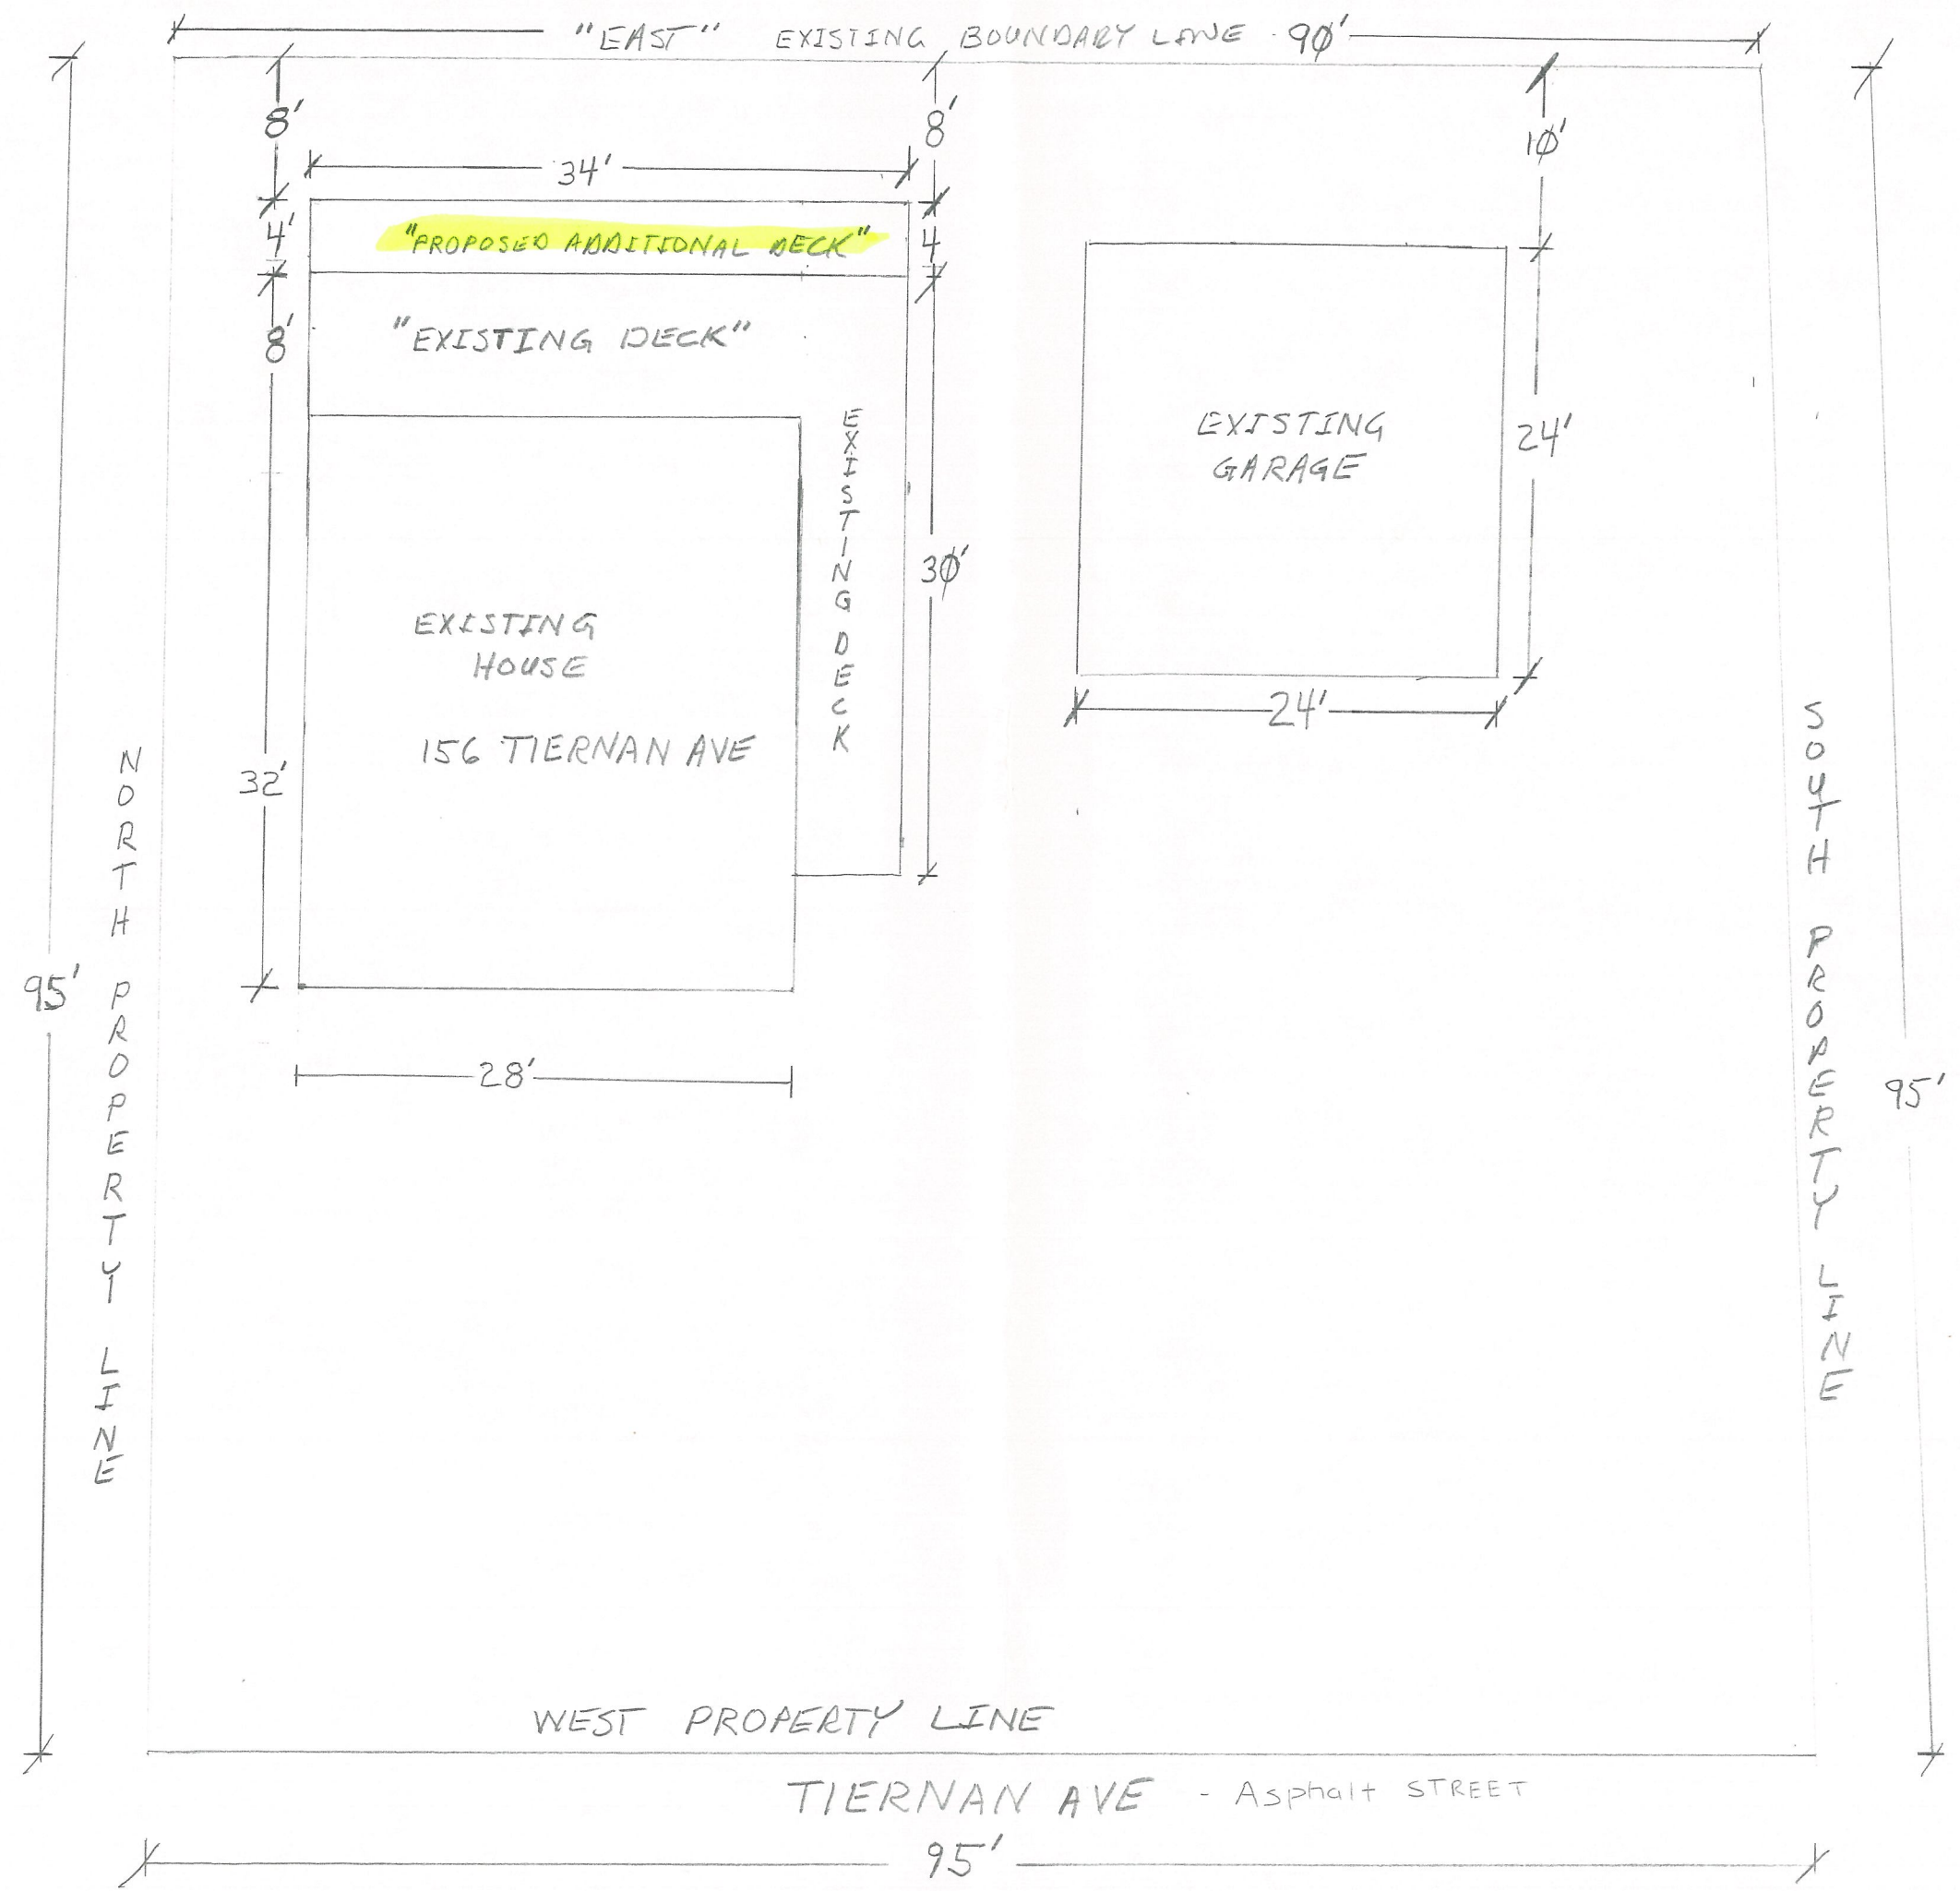 "EAST" EXISTING BOUNDARY LANE 90'
8'
8'
10'
34'
4'
"PROPOSED ADDITIONAL DECK"
4
8'
"EXISTING DECK"
EXISTING DECK
EXISTING
GARAGE
24'
30'
EXISTING
HOUSE
156 TIERNAN AVE
24'
32'
NORTH PROPERTY LINE
SOUTH PROPERTY LINE
95'
28'
95'
WEST PROPERTY LINE
TIERNAN AVE - Asphalt STREET
95'